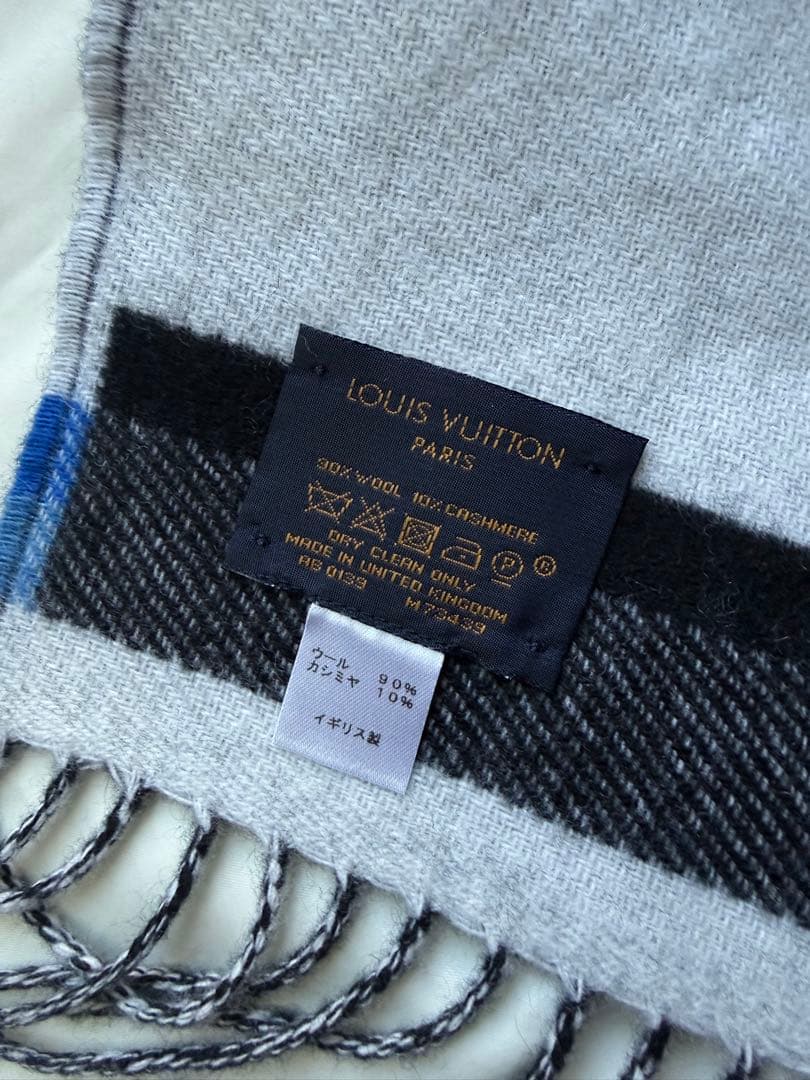 LOUIS VUITTON
PARIS
90% WOOL 10% CASHMERE
P ®
DRY CLEAN ONLY
MADE IN UNITED KINGDOM
AB 0139 M73439
ウール 90%
カシミヤ 10%
イギリス製